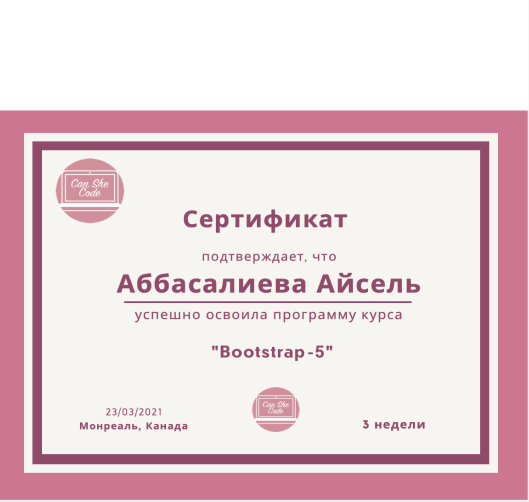 Can She
Code
Сертификат
подтверждает, что
Аббасалиева Айсель
успешно освоила программу курса
"Bootstrap-5"
Can She
Code
23/03/2021
Монреаль, Канада
3 недели